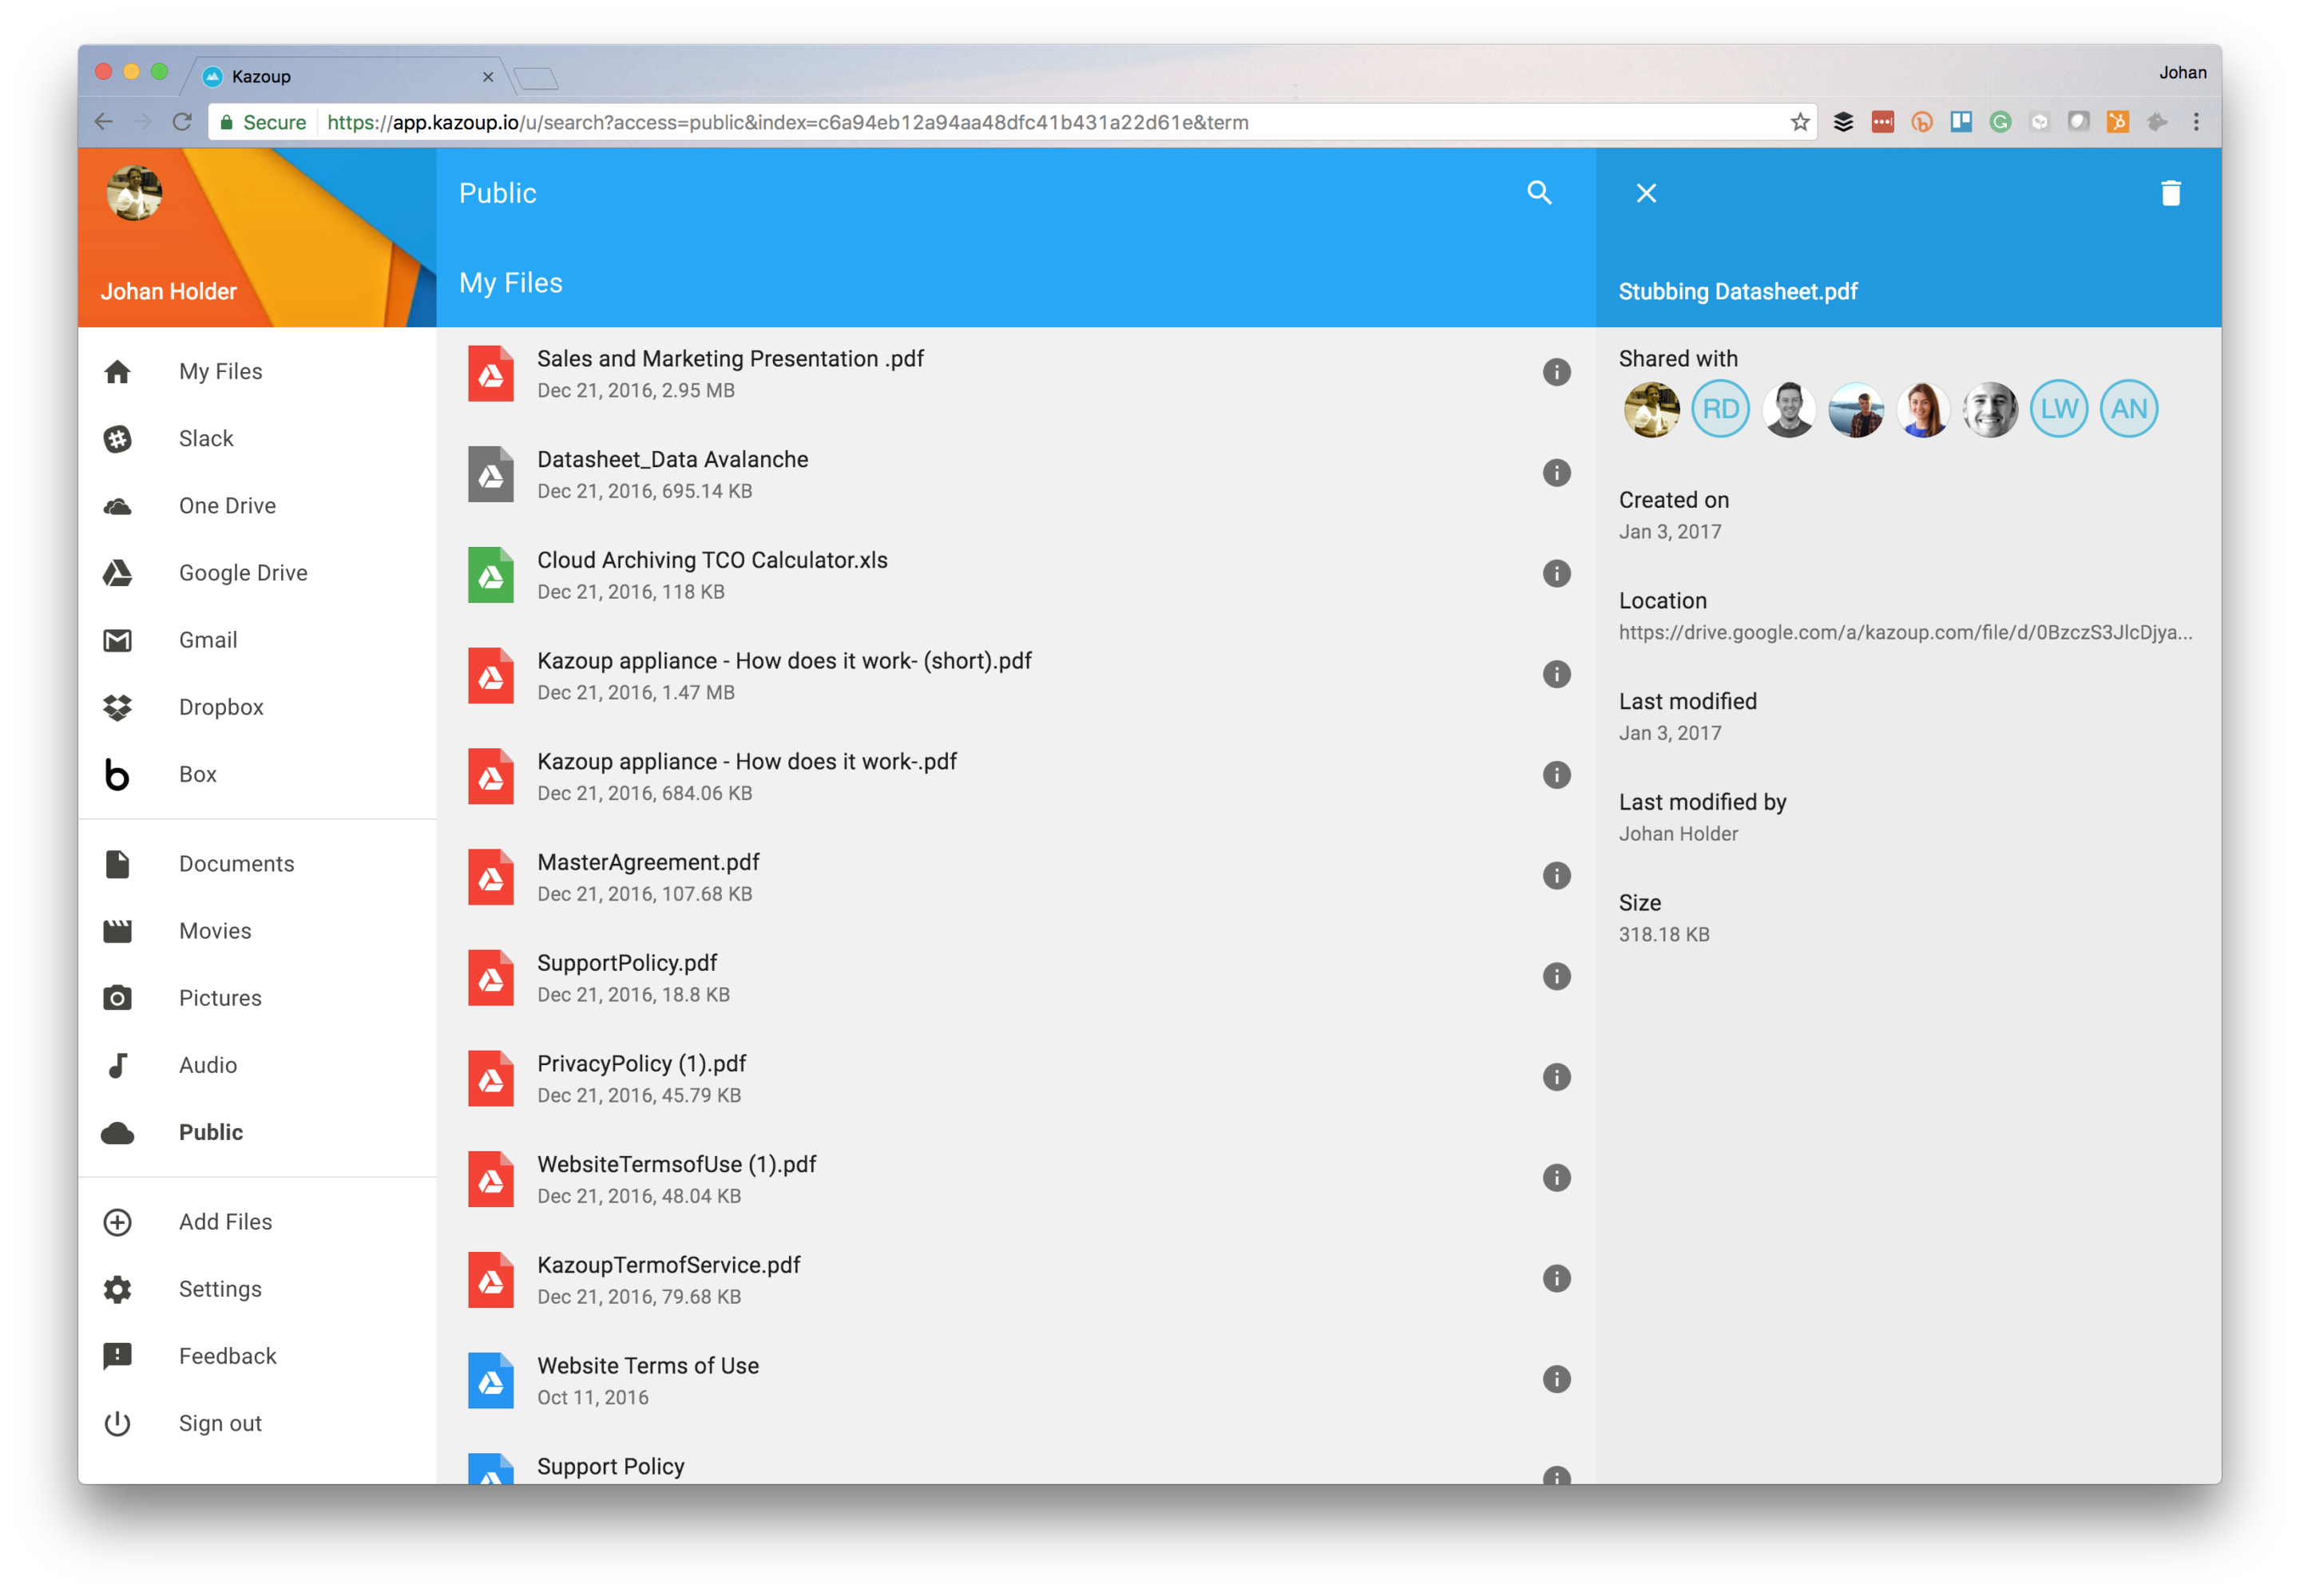 Kazoup
Johan
Secure
https://app.kazoup.io/u/search?access=public&index=c6a94eb12a94aa48dfc41b431a22d61e&term
Johan Holder
My Files
Slack
One Drive
Google Drive
Gmail
Dropbox
Box
Documents
Movies
Pictures
Audio
Public
Add Files
Settings
Feedback
Sign out
Public
My Files
Sales and Marketing Presentation .pdf
Dec 21, 2016, 2.95 MB
Datasheet_Data Avalanche
Dec 21, 2016, 695.14 KB
Cloud Archiving TCO Calculator.xls
Dec 21, 2016, 118 KB
Kazoup appliance - How does it work- (short).pdf
Dec 21, 2016, 1.47 MB
Kazoup appliance - How does it work-.pdf
Dec 21, 2016, 684.06 KB
MasterAgreement.pdf
Dec 21, 2016, 107.68 KB
SupportPolicy.pdf
Dec 21, 2016, 18.8 KB
PrivacyPolicy (1).pdf
Dec 21, 2016, 45.79 KB
WebsiteTermsofUse (1).pdf
Dec 21, 2016, 48.04 KB
KazoupTermofService.pdf
Dec 21, 2016, 79.68 KB
Website Terms of Use
Oct 11, 2016
Support Policy
Stubbing Datasheet.pdf
Shared with
RD LW AN
Created on
Jan 3, 2017
Location
https://drive.google.com/a/kazoup.com/file/d/0BzczS3JlcDjya...
Last modified
Jan 3, 2017
Last modified by
Johan Holder
Size
318.18 KB